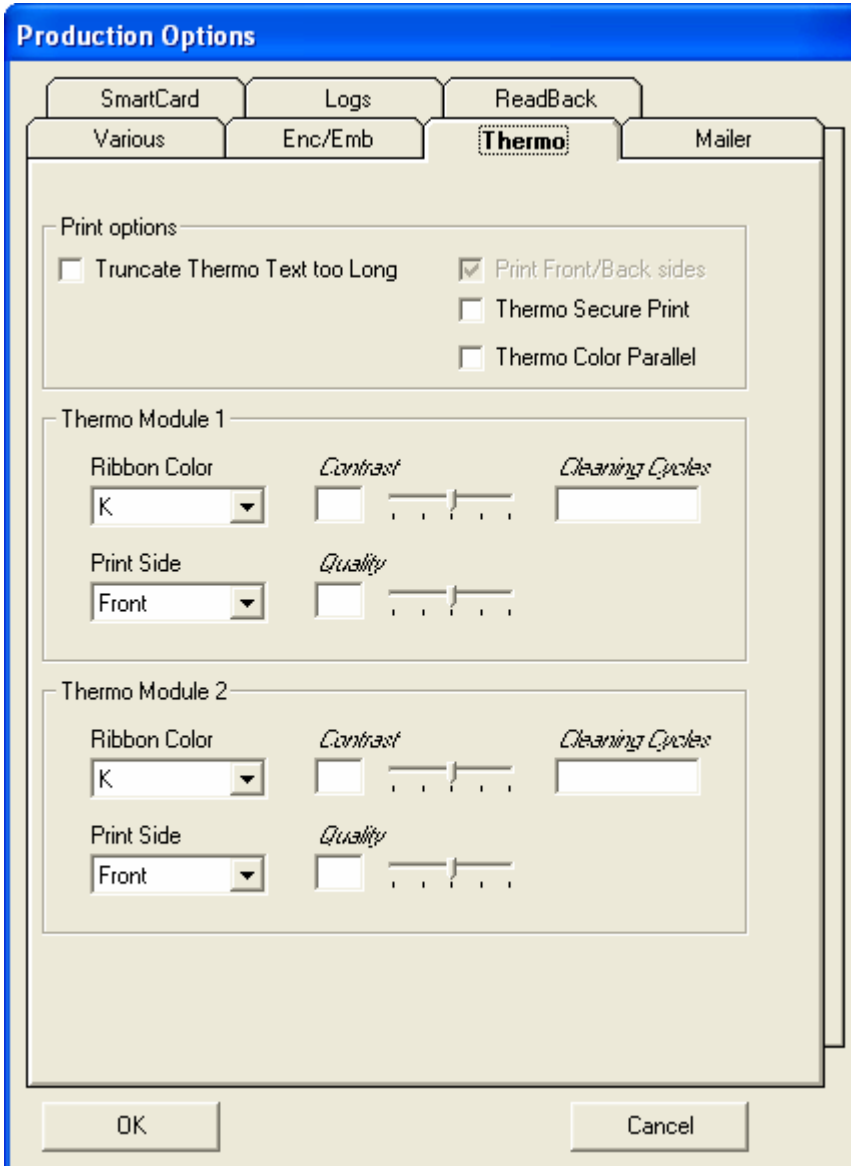 Production Options
SmartCard Logs ReadBack
Various Enc/Emb Thermo Mailer
Print options
Truncate Thermo Text too Long Print Front/Back sides
Thermo Secure Print
Thermo Color Parallel
Thermo Module 1
Ribbon Color Contrast Cleaning Cycles
K
Print Side Quality
Front
Thermo Module 2
Ribbon Color Contrast Cleaning Cycles
K
Print Side Quality
Front
OK Cancel